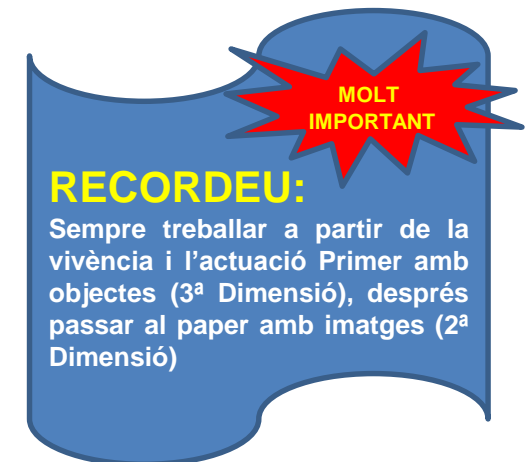 MOLT
IMPORTANT
RECORDEU:
Sempre treballar a partir de la
vivència i l'actuació Primer amb
objectes (3ª Dimensió), després
passar al paper amb imatges (2ª
Dimensió)